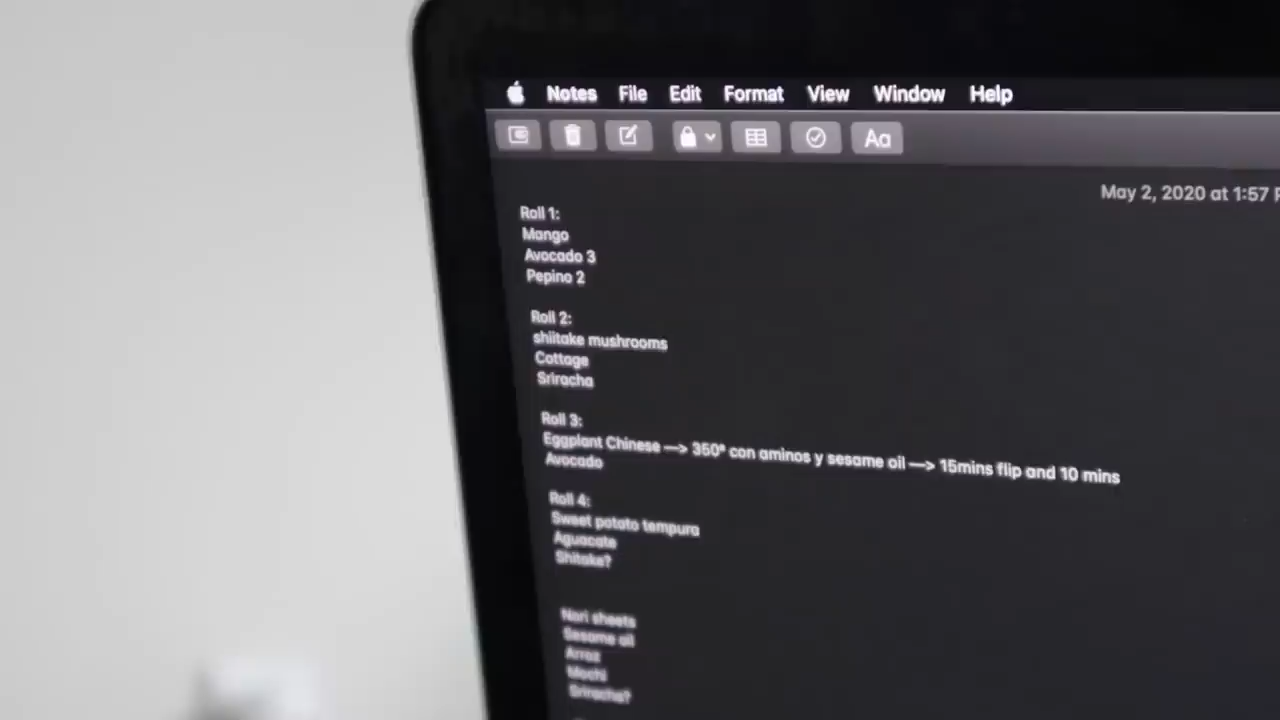 Notes File Edit Format View Window Help
Aa
May 2, 2020 at 1:57 P
Roll 1:
Mango
Avocado 3
Pepino 2
Roll 2:
shiitake mushrooms
Cottage
Sriracha
Roll 3:
Eggplant Chinese —> 350° con aminos y sesame oil —> 15mins flip and 10 mins
Avocado
Roll 4:
Sweet potato tempura
Aguacate
Shitake?
Nori sheets
Sesame oil
Arroz
Mochi
Sriracha?